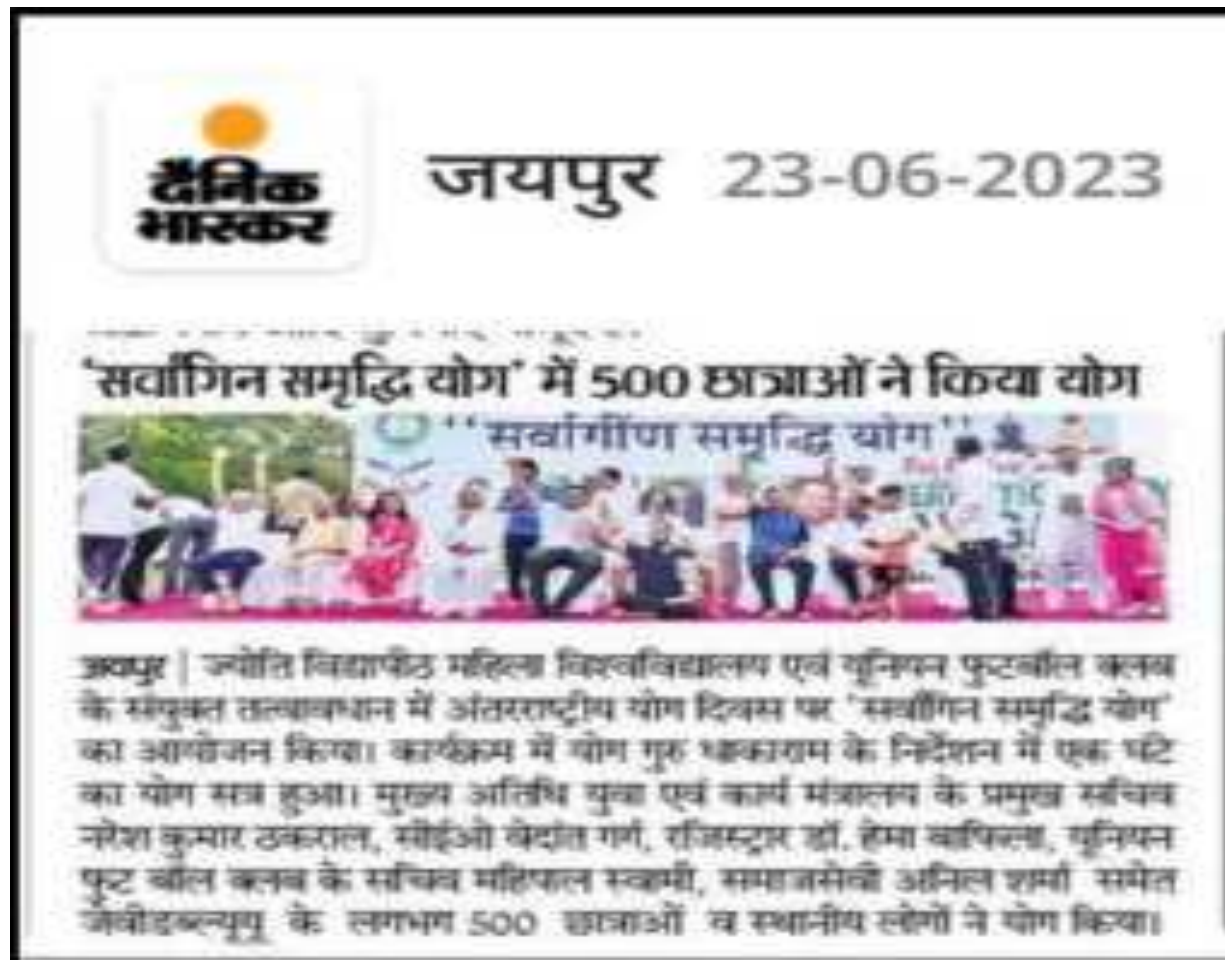 दैनिक
भास्कर
जयपुर 23-06-2023
'सर्वांगिन समृद्धि योग' में 500 छात्राओं ने किया योग
"सर्वांगीण समृद्धि योग"
जयपुर | ज्योति विद्यापीठ महिला विश्वविद्यालय एवं यूनियन फुटबॉल क्लब
के संयुक्त तत्वावधान में अंतरराष्ट्रीय योग दिवस पर 'सर्वांगिन समृद्धि योग'
का आयोजन किया। कार्यक्रम में योग गुरु धाकाराम के निर्देशन में एक घंटे
का योग सत्र हुआ। मुख्य अतिथि युवा एवं कार्य मंत्रालय के प्रमुख सचिव
नरेश कुमार ठकराल, सीईओ वेदांत गर्ग, रजिस्ट्रार डॉ. हेमा बाफिला, यूनियन
फुट बॉल क्लब के सचिव महिपाल स्वामी, समाजसेवी अनिल शर्मा समेत
जेवीडब्ल्यूयू के लगभग 500 छात्राओं व स्थानीय लोगों ने योग किया।